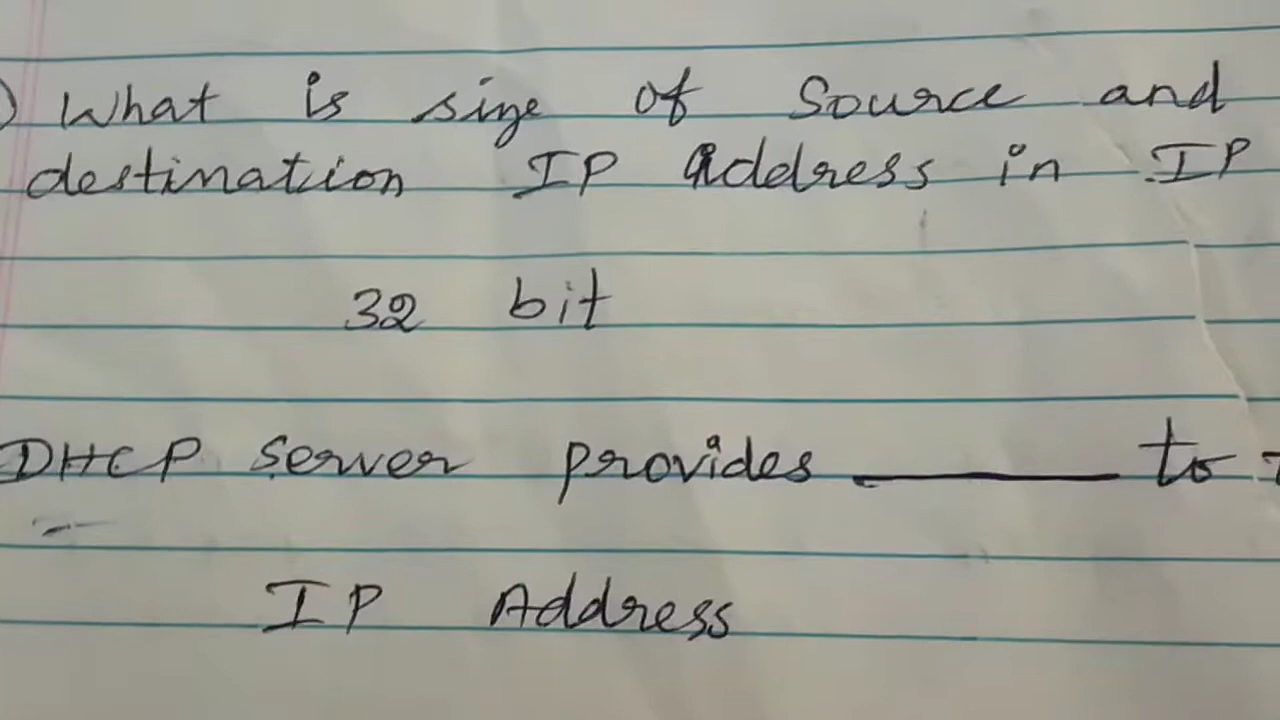 ) What is size of Source and
destination IP Address in IP
32 bit
DHCP server provides ______ to
IP Address